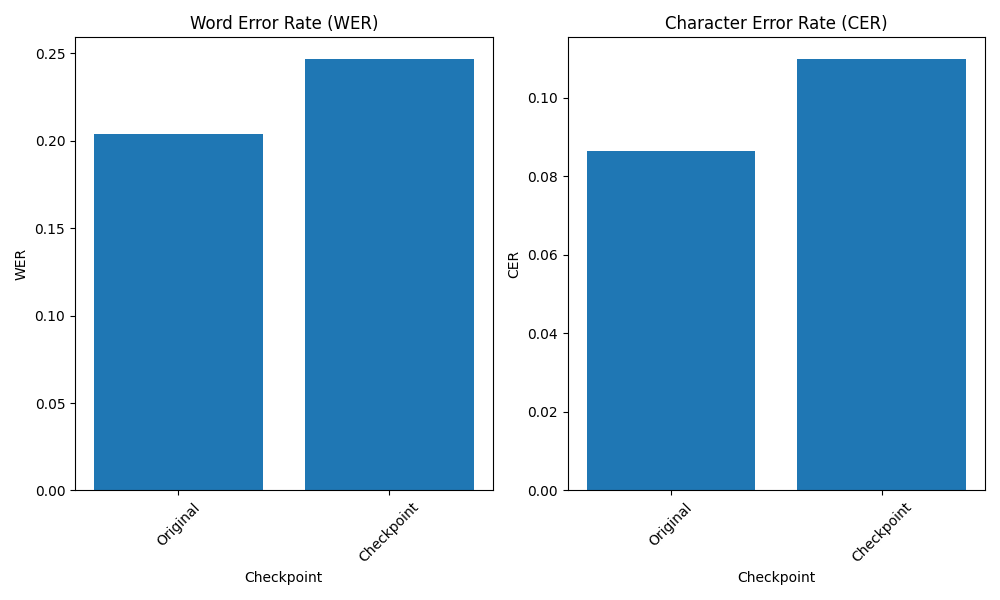 Word Error Rate (WER)
0.25
0.20
0.15
0.10
0.05
0.00
WER
Original
Checkpoint
Checkpoint
Character Error Rate (CER)
0.10
0.08
0.06
0.04
0.02
0.00
CER
Original
Checkpoint
Checkpoint